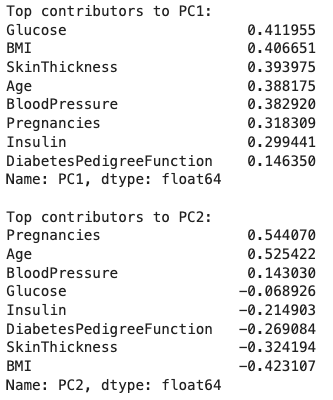 Top contributors to PC1:
Glucose 0.411955
BMI 0.406651
SkinThickness 0.393975
Age 0.388175
BloodPressure 0.382920
Pregnancies 0.318309
Insulin 0.299441
DiabetesPedigreeFunction 0.146350
Name: PC1, dtype: float64

Top contributors to PC2:
Pregnancies 0.544070
Age 0.525422
BloodPressure 0.143030
Glucose -0.068926
Insulin -0.214903
DiabetesPedigreeFunction -0.269084
SkinThickness -0.324194
BMI -0.423107
Name: PC2, dtype: float64